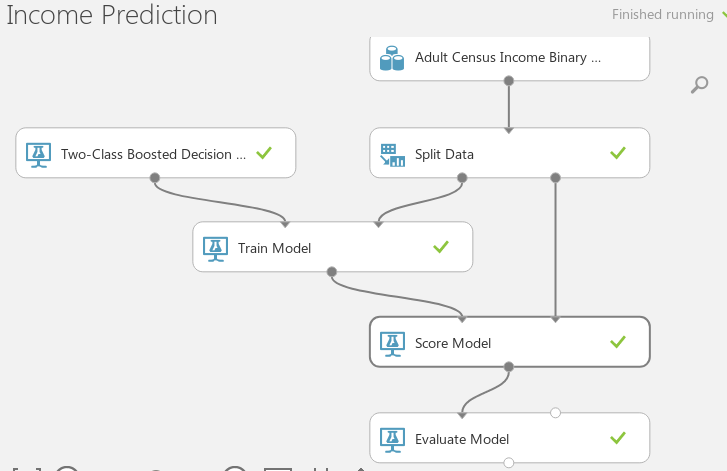 Income Prediction
Finished running
Adult Census Income Binary ...
Two-Class Boosted Decision ...
Split Data
Train Model
Score Model
Evaluate Model